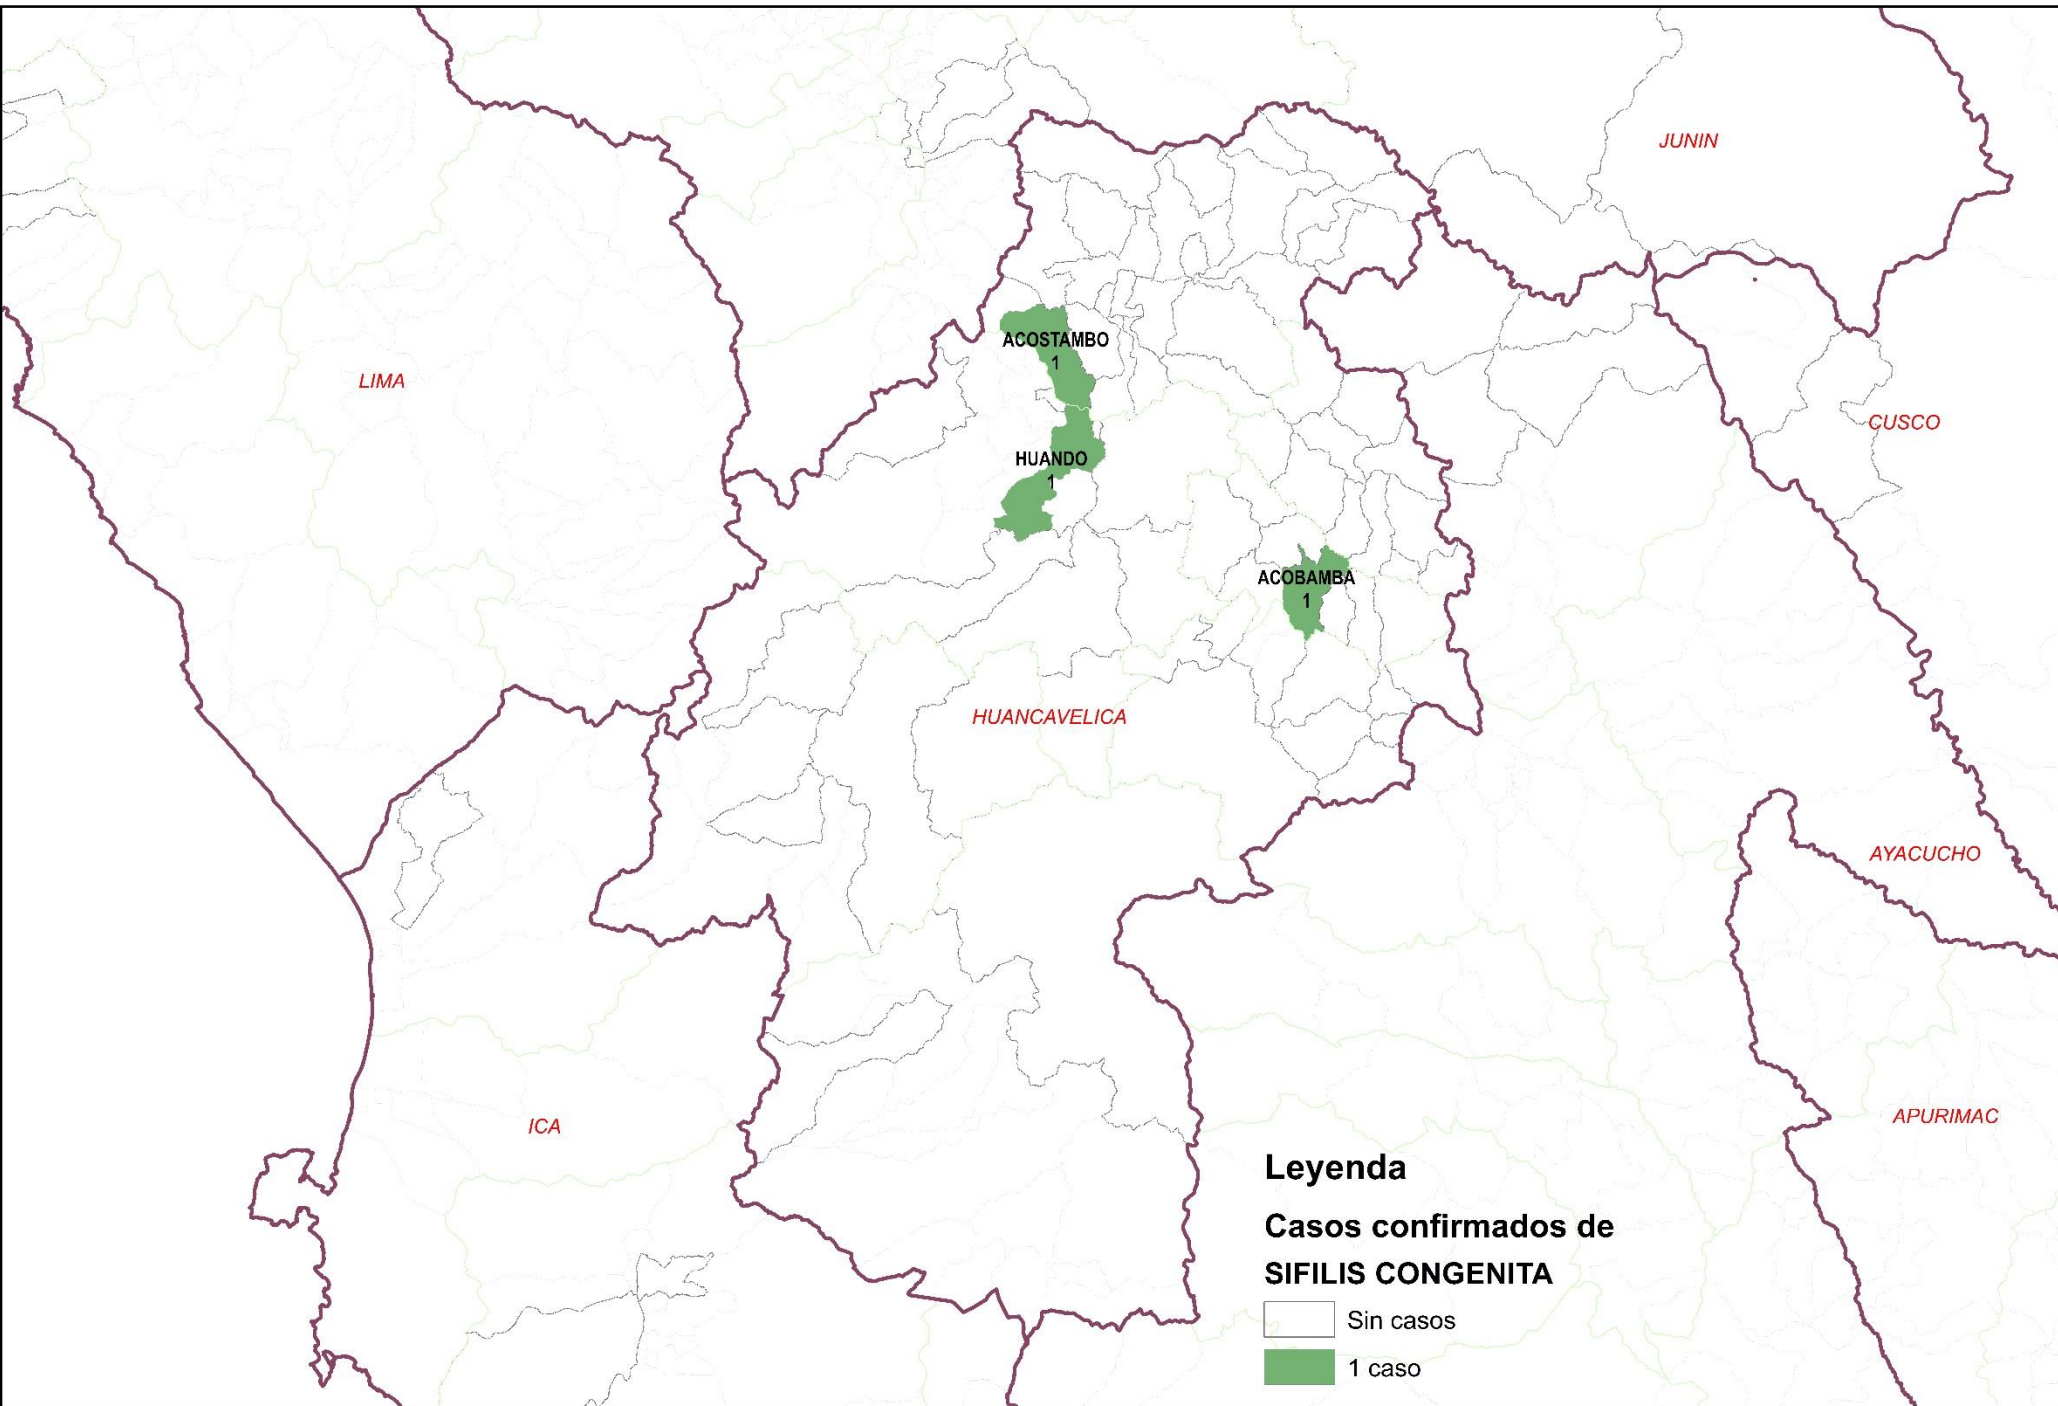 JUNIN
ACOSTAMBO
1
LIMA
CUSCO
HUANDO
1
ACOBAMBA
1
HUANCAVELICA
AYACUCHO
ICA
APURIMAC
Leyenda
Casos confirmados de
SIFILIS CONGENITA
Sin casos
1 caso